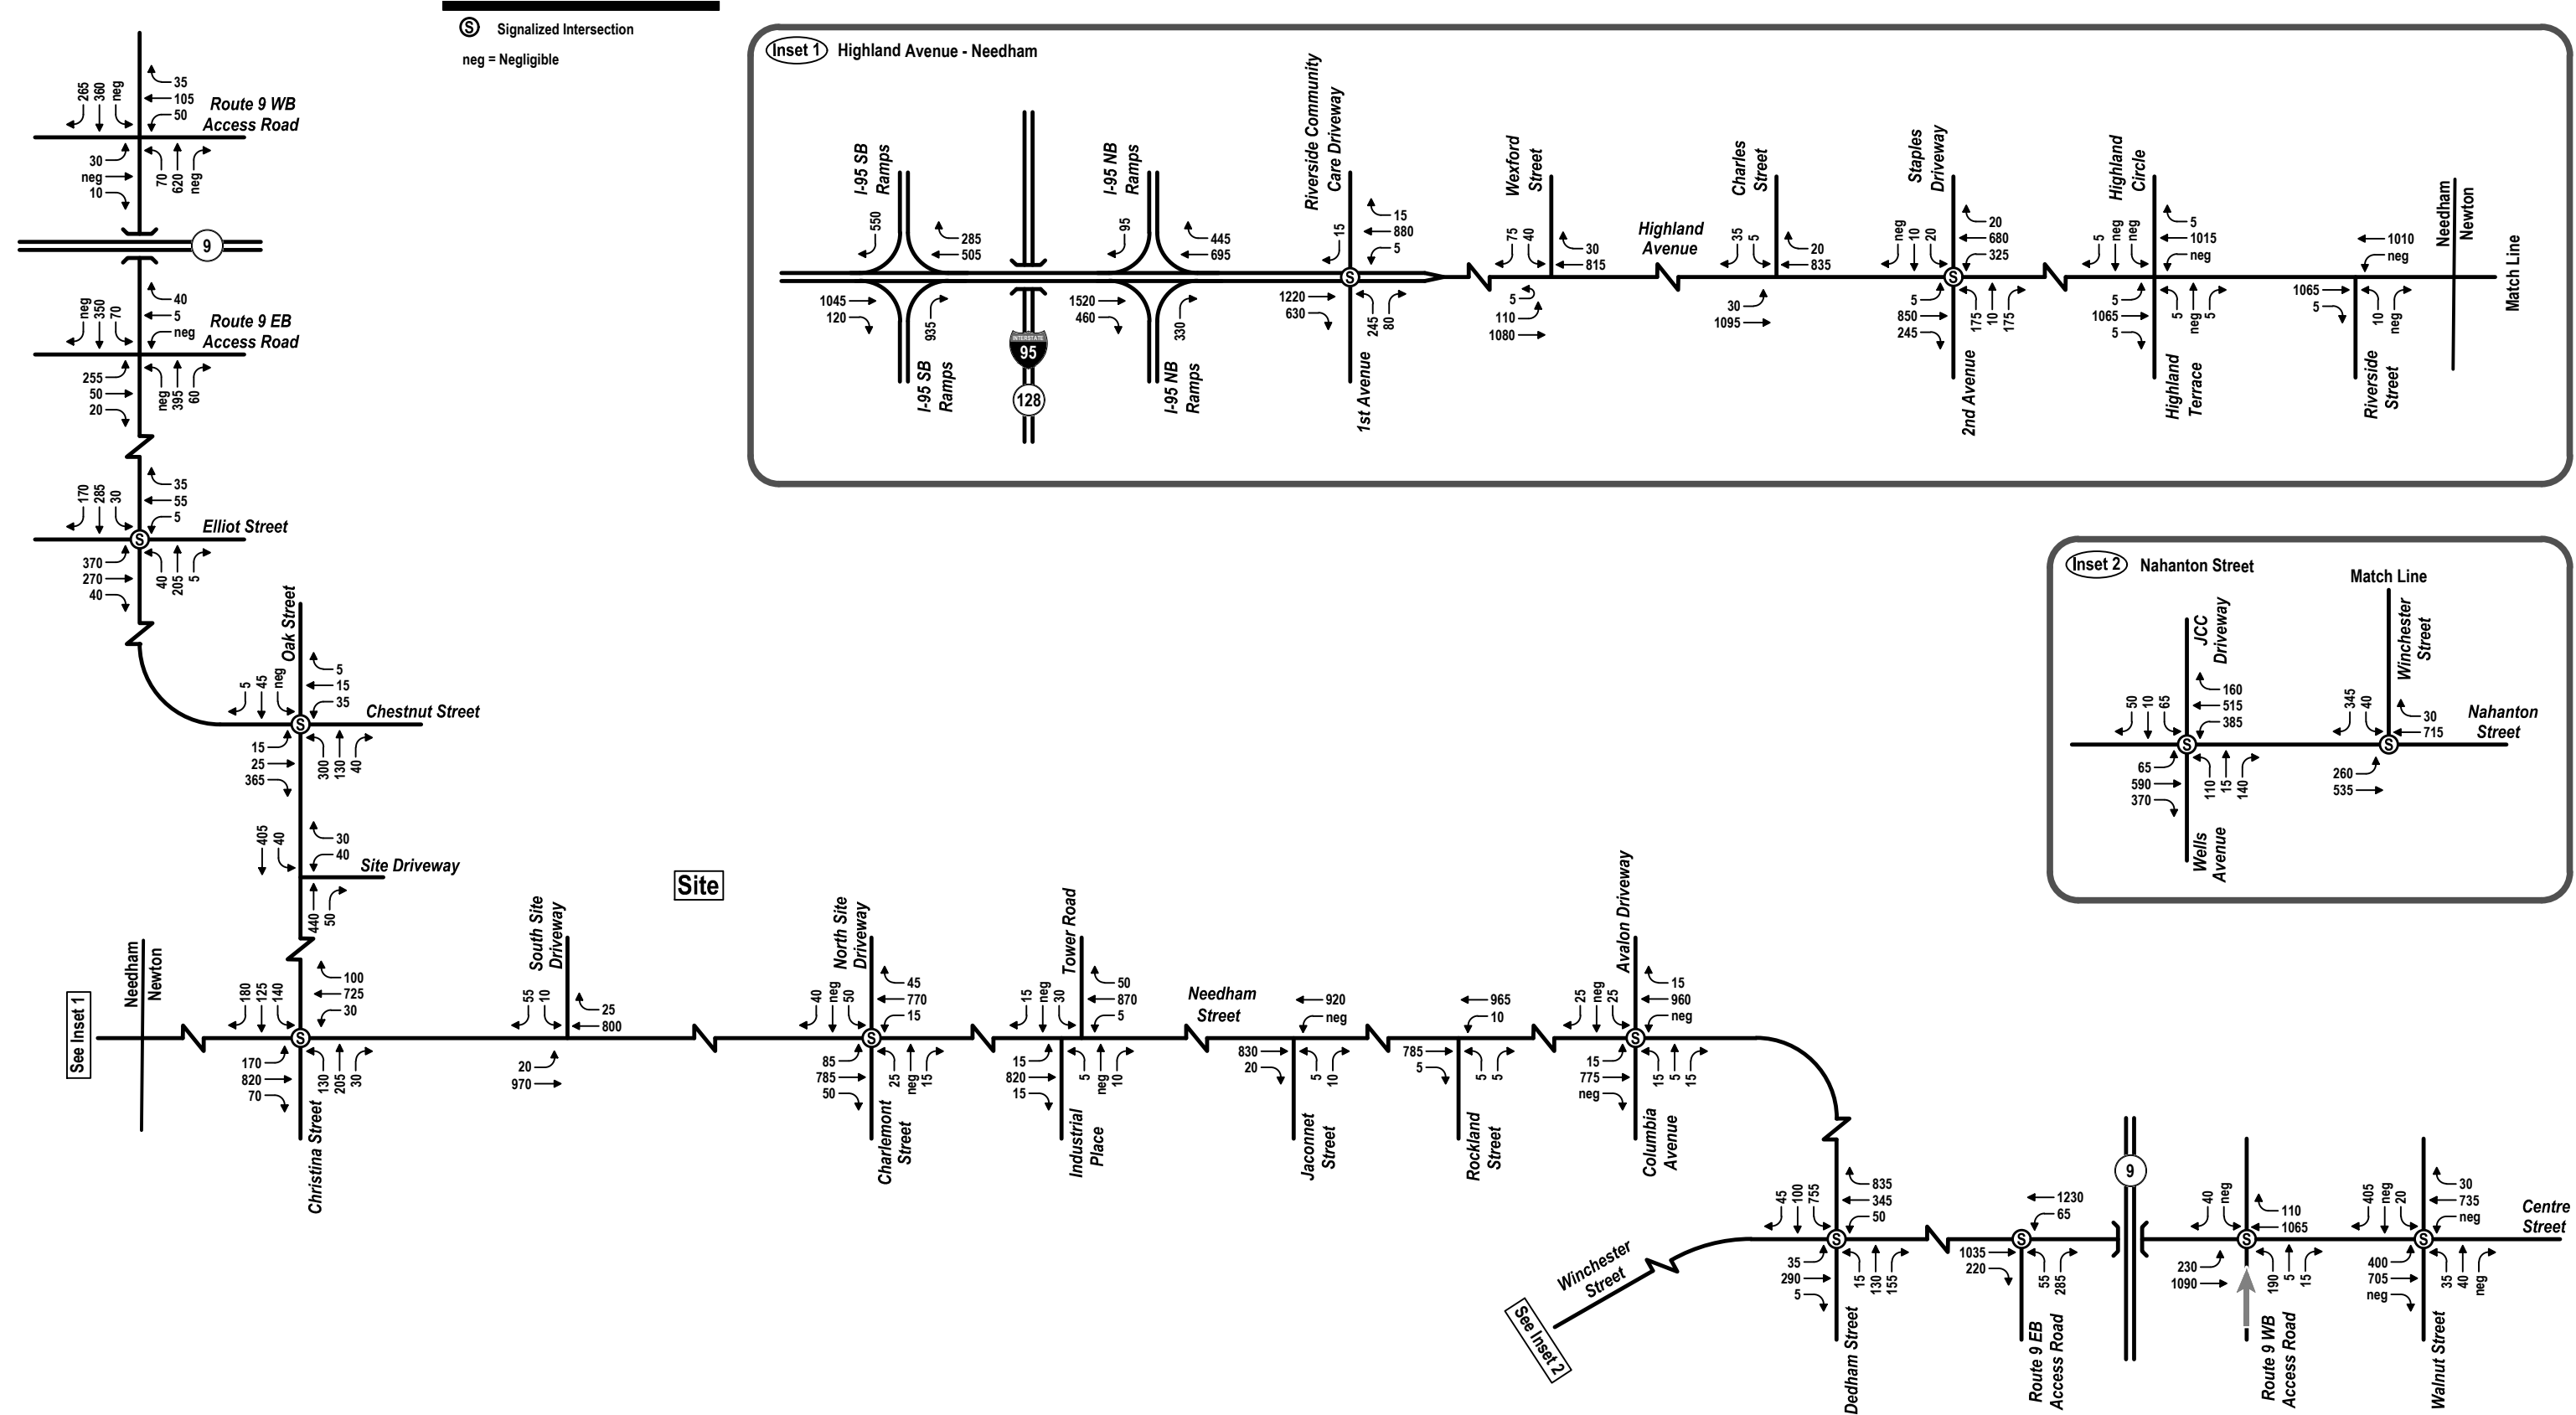 S Signalized Intersection
neg = Negligible
265 360 neg
35
105
50
Route 9 WB
Access Road
30
neg
10
70 620 neg
9
neg 350 70
40
5
neg
Route 9 EB
Access Road
255
50
20
neg 395 60
170 285 30
35
55
5
Elliot Street
S
370
270
40
40 205 5
Oak Street
5 45 neg
5
15
35
Chestnut Street
S
15
25
365
300 130 40
405 40
30
40
Site Driveway
440 50
Site
See Inset 1
Needham
Newton
180 125 140
100
725
30
S
170
820
70
130 205 30
Christina Street
South Site
Driveway
55 10
25
800
20
970
North Site
Driveway
40 neg 50
45
770
15
S
85
785
50
25 neg 15
Charlemont
Street
Tower Road
15 neg 30
50
870
5
15
820
15
5 neg 10
Industrial
Place
Needham
Street
920
neg
830
20
5 10
Jaconnet
Street
965
10
785
5
5 5
Rockland
Street
Avalon Driveway
25 neg 25
15
960
neg
S
15
775
neg
15 5 15
Columbia
Avenue
Winchester
Street
See Inset 2
45 100 755
835
345
50
S
35
290
5
15 130 155
Dedham Street
1230
65
S
1035
220
55 285
Route 9 EB
Access Road
9
40 neg
110
1065
S
230
1090
190 5 15
Route 9 WB
Access Road
405 neg 20
30
735
neg
Centre
Street
S
400
705
neg
35 40 neg
Walnut Street
Inset 1 Highland Avenue - Needham
I-95 SB
Ramps
550
285
505
1045
120
935
I-95 SB
Ramps
INTERSTATE
95
128
I-95 NB
Ramps
95
445
695
1520
460
330
I-95 NB
Ramps
Riverside Community
Care Driveway
15
15
880
5
S
1220
630
245 80
1st Avenue
Wexford
Street
75 40
30
815
5
110
1080
Highland
Avenue
Charles
Street
35 5
20
835
30
1095
Staples
Driveway
neg 10 20
20
680
325
S
5
850
245
175 10 175
2nd Avenue
Highland
Circle
5 neg neg
5
1015
neg
5
1065
5
5 neg 5
Highland
Terrace
1010
neg
1065
5
10 neg
Riverside
Street
Needham
Newton
Match Line
Inset 2 Nahanton Street
JCC
Driveway
50 10 65
160
515
385
S
65
590
370
110 15 140
Wells
Avenue
Match Line
Winchester
Street
345 40
30
715
Nahanton
Street
S
260
535